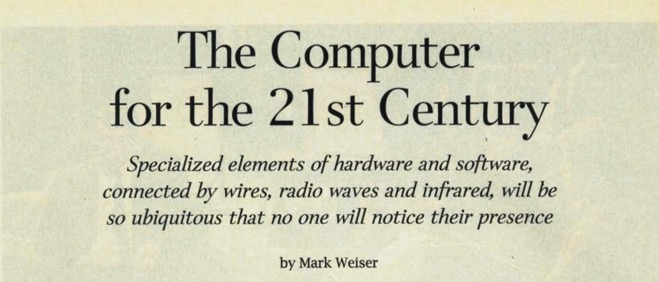 The Computer
for the 21st Century
Specialized elements of hardware and software,
connected by wires, radio waves and infrared, will be
so ubiquitous that no one will notice their presence
by Mark Weiser